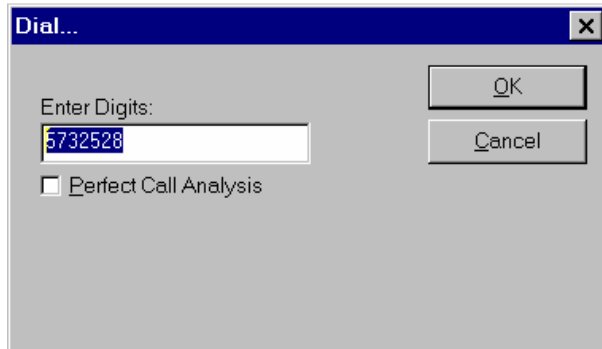 Dial...
Enter Digits:
5732528
Perfect Call Analysis
OK
Cancel